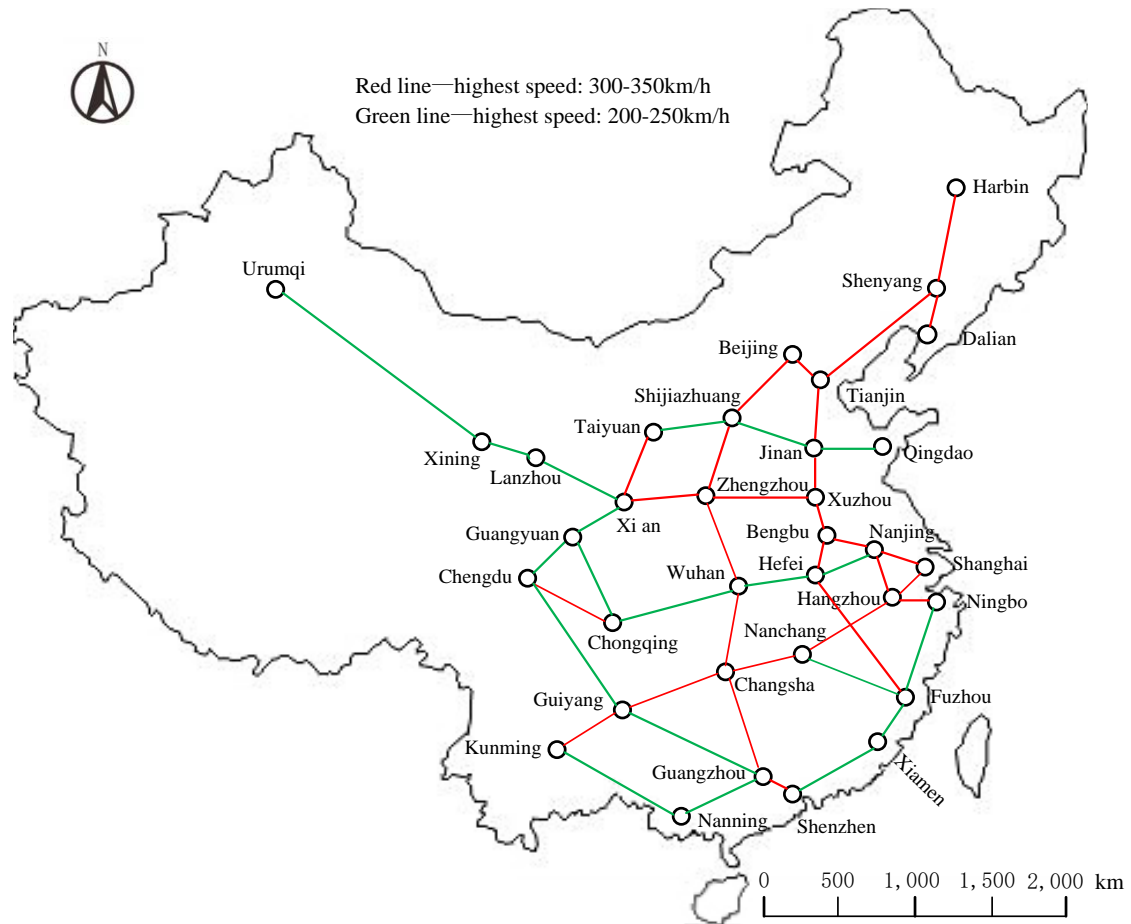 N
Red line—highest speed: 300-350km/h
Green line—highest speed: 200-250km/h
Harbin
Urumqi
Shenyang
Dalian
Beijing
Tianjin
Shijiazhuang
Taiyuan
Jinan
Qingdao
Xining
Lanzhou
Zhengzhou
Xuzhou
Xi an
Guangyuan
Bengbu
Nanjing
Chengdu
Wuhan
Hefei
Shanghai
Hangzhou
Ningbo
Chongqing
Nanchang
Changsha
Guiyang
Fuzhou
Kunming
Guangzhou
Xiamen
Nanning
Shenzhen
0 500 1,000 1,500 2,000 km